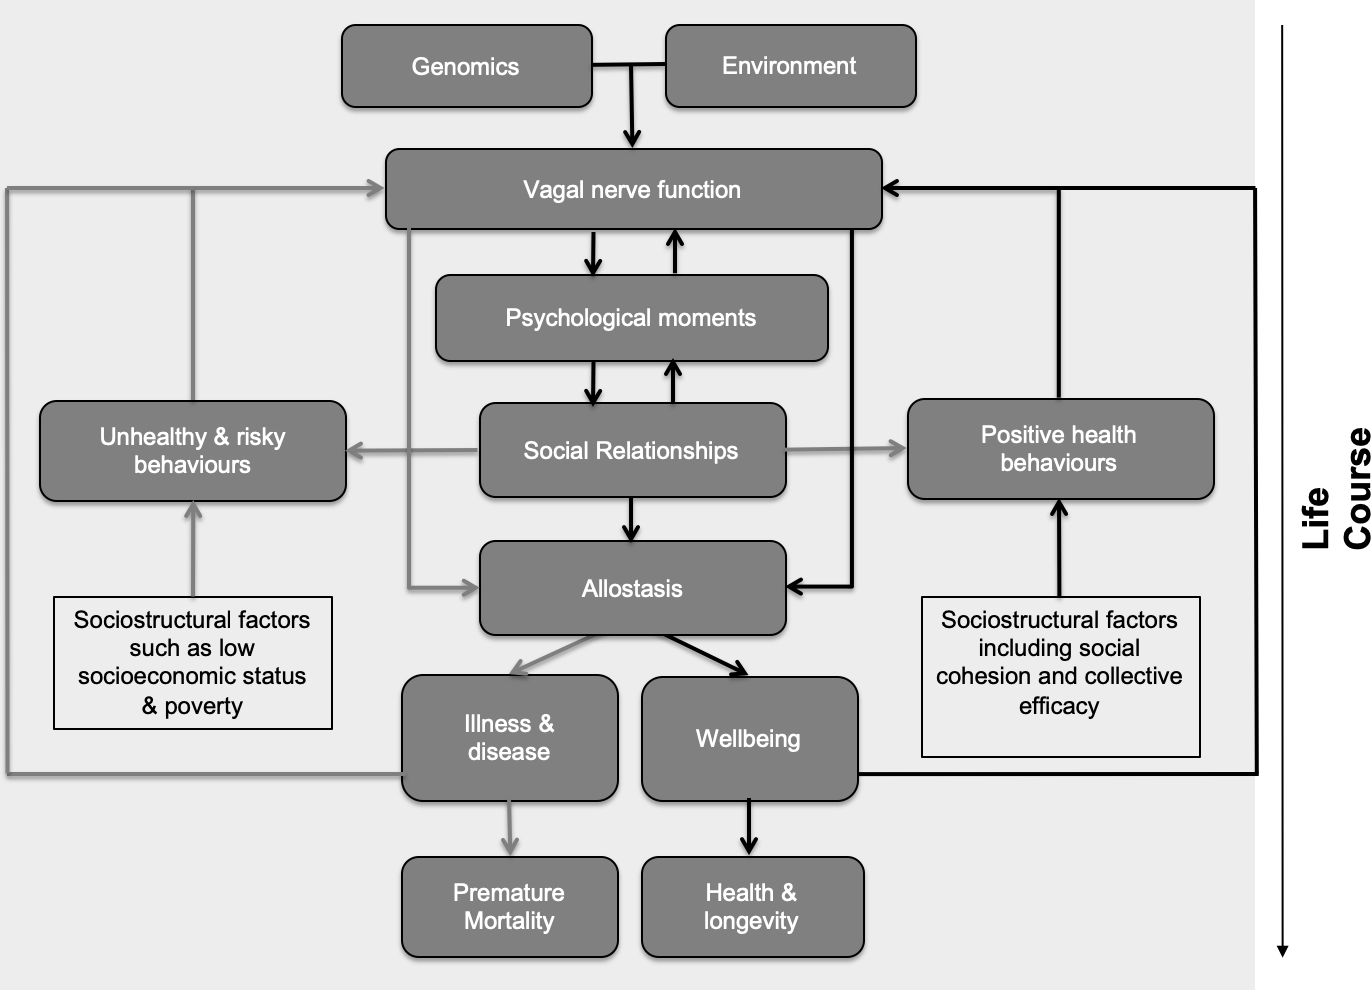 Genomics
Environment
Vagal nerve function
Psychological moments
Unhealthy & risky
behaviours
Social Relationships
Positive health
behaviours
Life
Course
Allostasis
Sociostructural factors
such as low
socioeconomic status
& poverty
Sociostructural factors
including social
cohesion and collective
efficacy
Illness &
disease
Wellbeing
Premature
Mortality
Health &
longevity